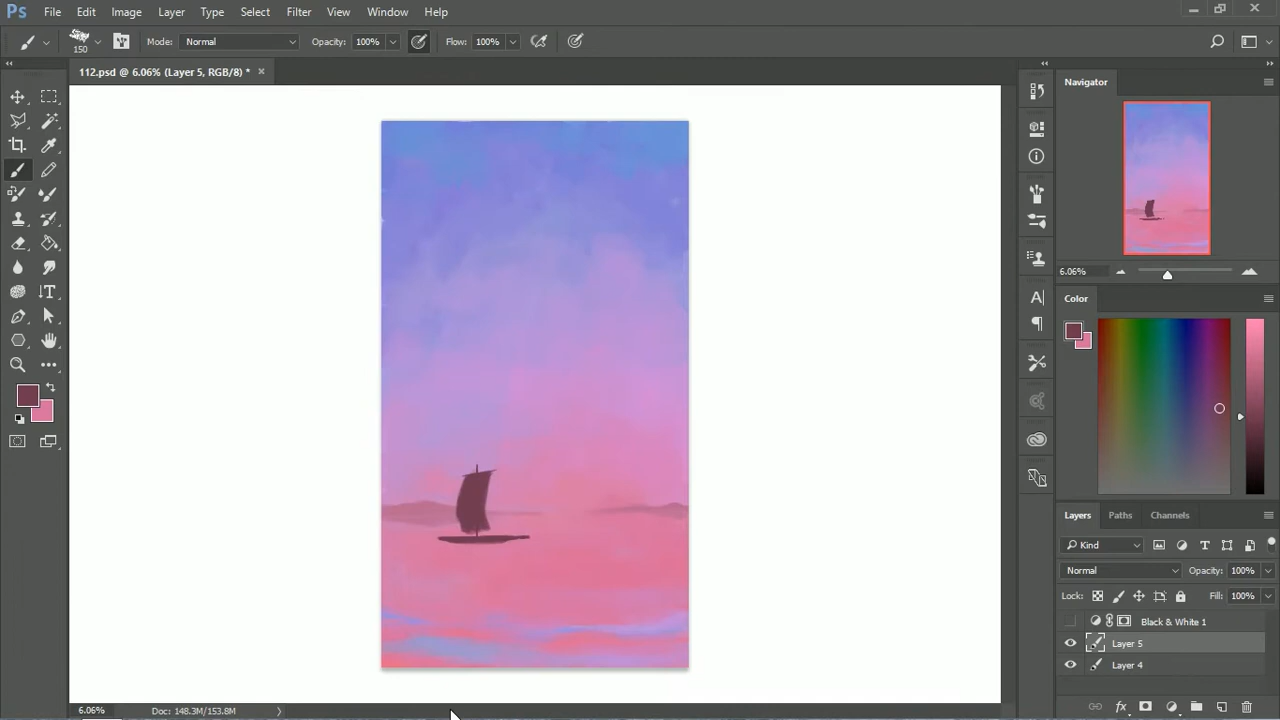 Ps File Edit Image Layer Type Select Filter View Window Help
150 Mode: Normal Opacity: 100% Flow: 100%
112.psd @ 6.06% (Layer 5, RGB/8) *
Navigator
6.06%
Color
Layers Paths Channels
Kind
Normal Opacity: 100%
Lock: Fill: 100%
Black & White 1
Layer 5
Layer 4
6.06% Doc: 148.3M/153.8M